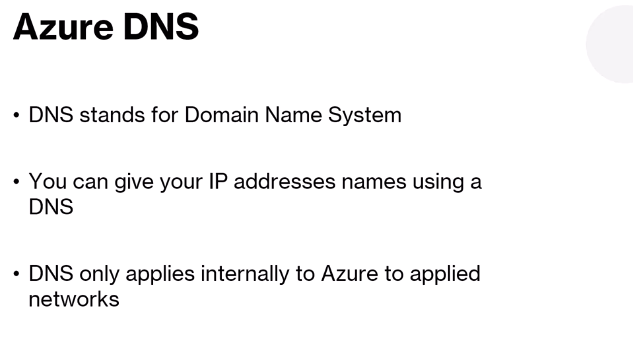 Azure DNS
• DNS stands for Domain Name System
• You can give your IP addresses names using a
DNS
• DNS only applies internally to Azure to applied
networks